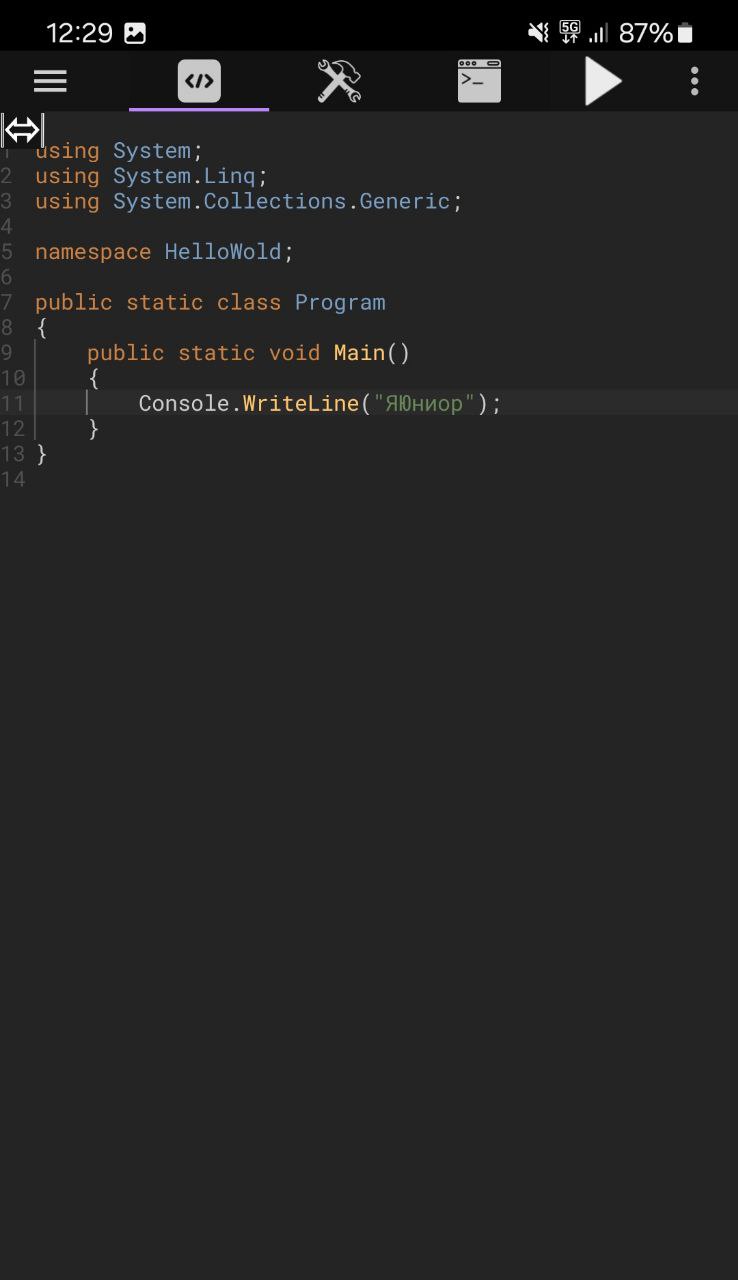 12:29 5G 87%
</> >_
1 using System;
2 using System.Linq;
3 using System.Collections.Generic;
4
5 namespace HelloWold;
6
7 public static class Program
8 {
9 public static void Main()
10 {
11 Console.WriteLine("ЯЮниор");
12 }
13 }
14